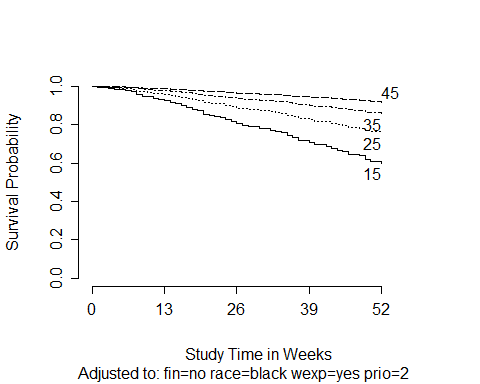 Survival Probability
1.0
0.8
0.6
0.4
0.2
0.0
45
35
25
15
0 13 26 39 52
Study Time in Weeks
Adjusted to: fin=no race=black wexp=yes prio=2